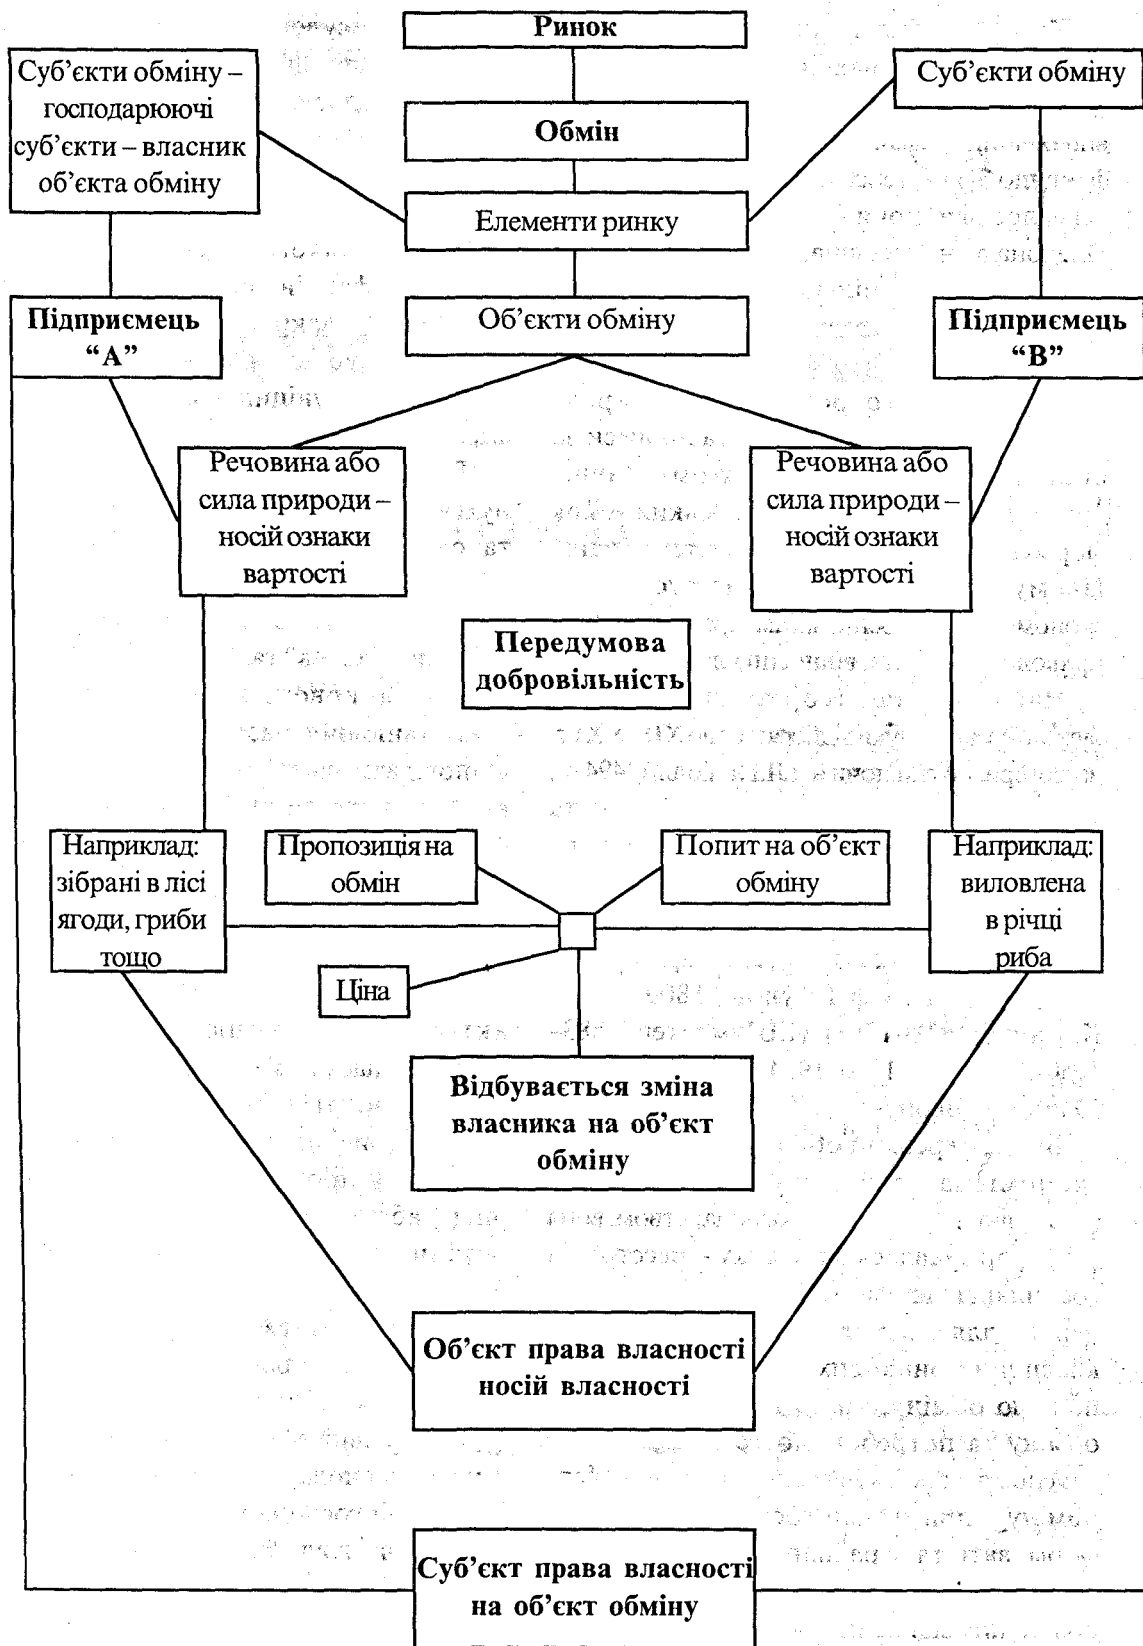 Ринок
Суб’єкти обміну –
господарюючі
суб’єкти – власник
об’єкта обміну
Суб’єкти обміну
Обмін
Елементи ринку
Підприємець
“А”
Об’єкти обміну
Підприємець
“В”
Речовина або
сила природи –
носій ознаки
вартості
Речовина або
сила природи –
носій ознаки
вартості
Передумова
добровільність
Наприклад:
зібрані в лісі
ягоди, гриби
тощо
Пропозиція на
обмін
Попит на об’єкт
обміну
Наприклад:
виловлена
в річці
риба
Ціна
Відбувається зміна
власника на об’єкт
обміну
Об’єкт права власності
носій власності
Суб’єкт права власності
на об’єкт обміну